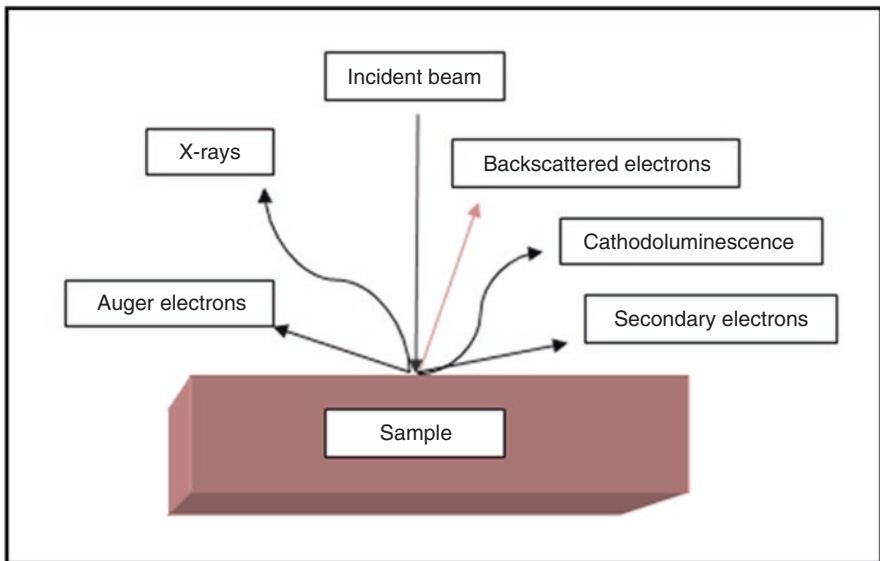 Incident beam
X-rays
Backscattered electrons
Cathodoluminescence
Auger electrons
Secondary electrons
Sample